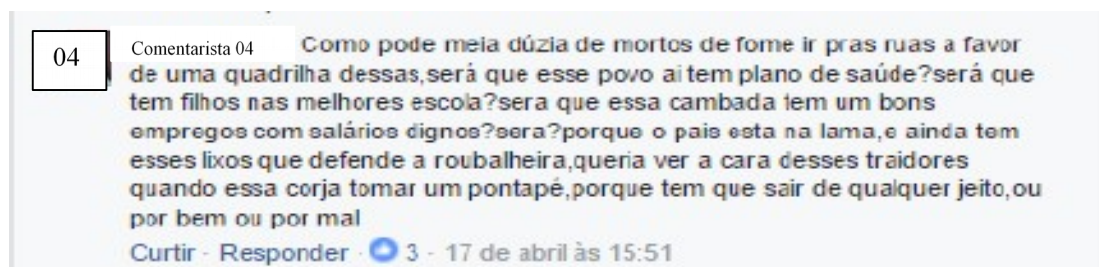 04
Comentarista 04 Como pode meia dúzia de mortos de fome ir pras ruas a favor
de uma quadrilha dessas,será que esse povo ai tem plano de saúde?será que
tem filhos nas melhores escola?sera que essa cambada tem um bons
empregos com salários dignos?sera?porque o pais esta na lama,e ainda tem
esses lixos que defende a roubalheira,queria ver a cara desses traidores
quando essa corja tomar um pontapé,porque tem que sair de qualquer jeito,ou
por bem ou por mal
Curtir · Responder · 3 · 17 de abril às 15:51